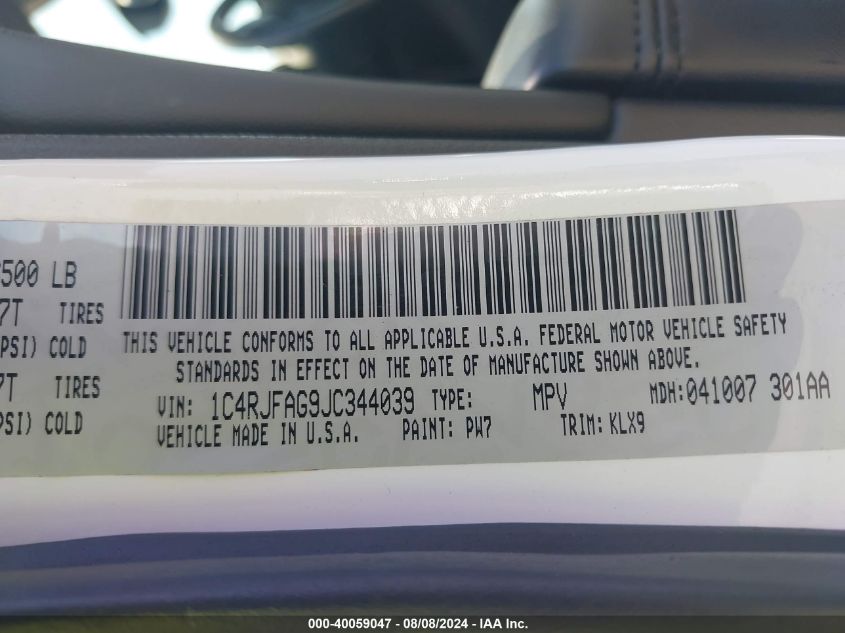 500 LB
7T TIRES
PSI) COLD
7T TIRES
PSI) COLD
THIS VEHICLE CONFORMS TO ALL APPLICABLE U.S.A. FEDERAL MOTOR VEHICLE SAFETY
STANDARDS IN EFFECT ON THE DATE OF MANUFACTURE SHOWN ABOVE.
VIN: 1C4RJFAG9JC344039 TYPE: MPV MDH: 041007 301AA
VEHICLE MADE IN U.S.A. PAINT: PW7 TRIM: KLX9
000-40059047 - 08/08/2024 - IAA Inc.